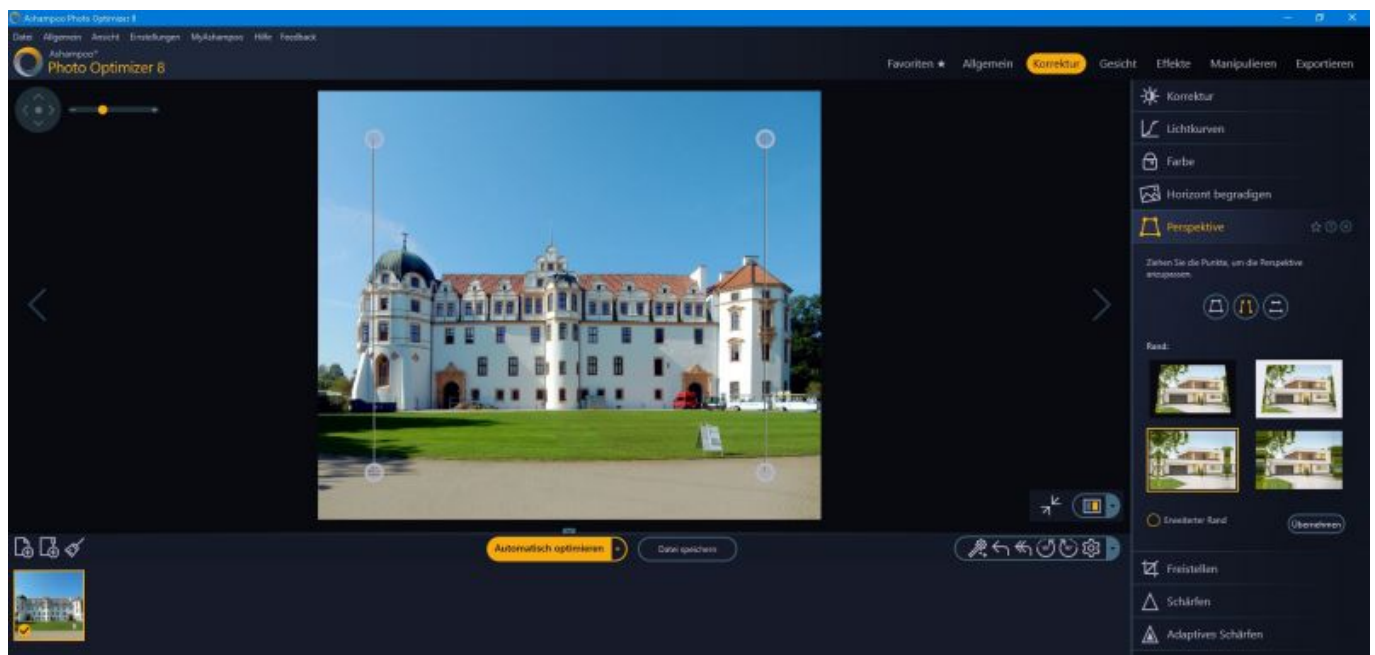 Ashampoo Photo Optimizer 8
Datei Allgemein Ansicht Einstellungen MyAshampoo Hilfe Feedback
Ashampoo®
Photo Optimizer 8
Favoriten ★ Allgemein Korrektur Gesicht Effekte Manipulieren Exportieren
Korrektur
Lichtkurven
Farbe
Horizont begradigen
Perspektive
Ziehen Sie die Punkte, um die Perspektive
anzupassen.
Rand:
Erweiterter Rand
Übernehmen
Automatisch optimieren
Datei speichern
Freistellen
Schärfen
Adaptives Schärfen